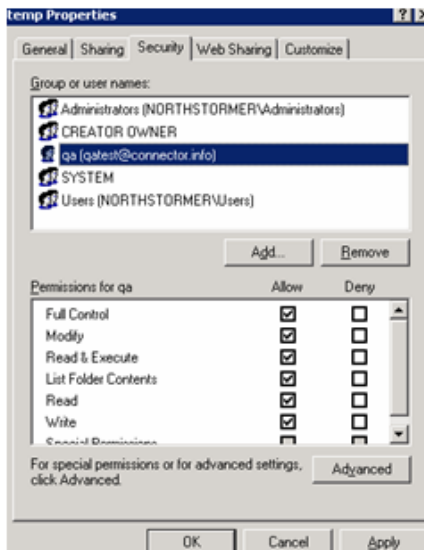 temp Properties
General Sharing Security Web Sharing Customize
Group or user names:
Administrators (NORTHSTORMER\Administrators)
CREATOR OWNER
qa (qatest@connector.info)
SYSTEM
Users (NORTHSTORMER\Users)
Add... Remove
Permissions for qa Allow Deny
Full Control
Modify
Read & Execute
List Folder Contents
Read
Write
Special Permissions
For special permissions or for advanced settings,
click Advanced.
Advanced
OK Cancel Apply